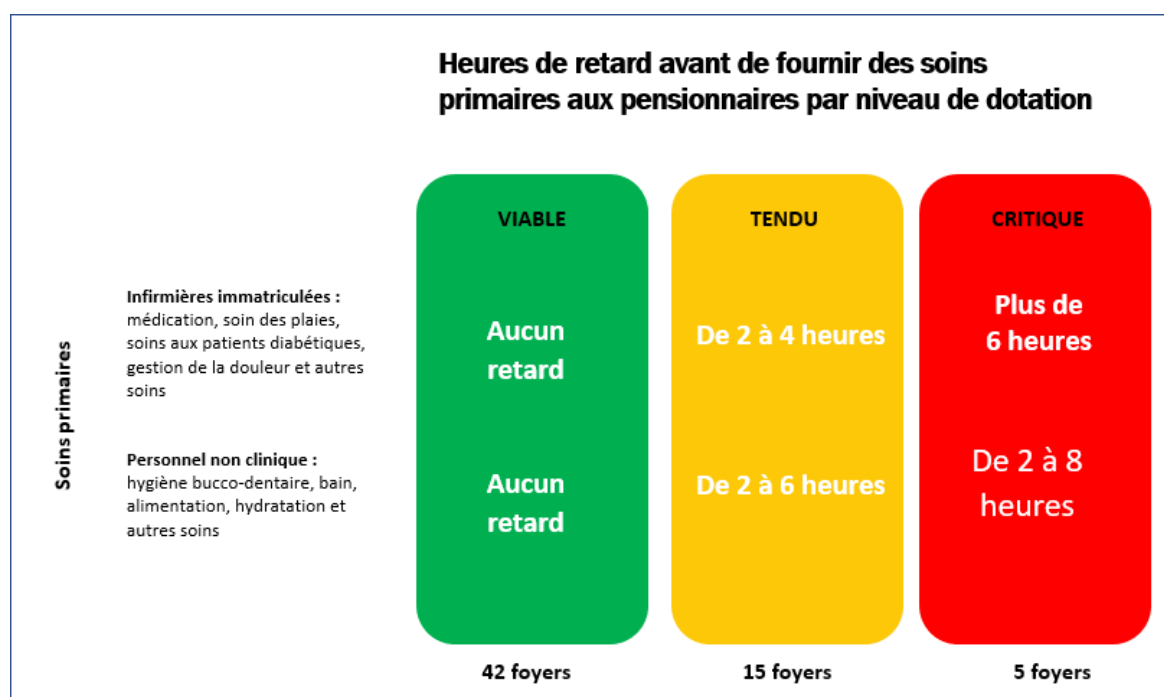 Heures de retard avant de fournir des soins
primaires aux pensionnaires par niveau de dotation
VIABLE
TENDU
CRITIQUE
Soins primaires
Infirmières immatriculées :
médication, soin des plaies,
soins aux patients diabétiques,
gestion de la douleur et autres
soins
Aucun
retard
De 2 à 4 heures
Plus de
6 heures
Personnel non clinique :
hygiène bucco-dentaire, bain,
alimentation, hydratation et
autres soins
Aucun
retard
De 2 à 6 heures
De 2 à 8
heures
42 foyers
15 foyers
5 foyers